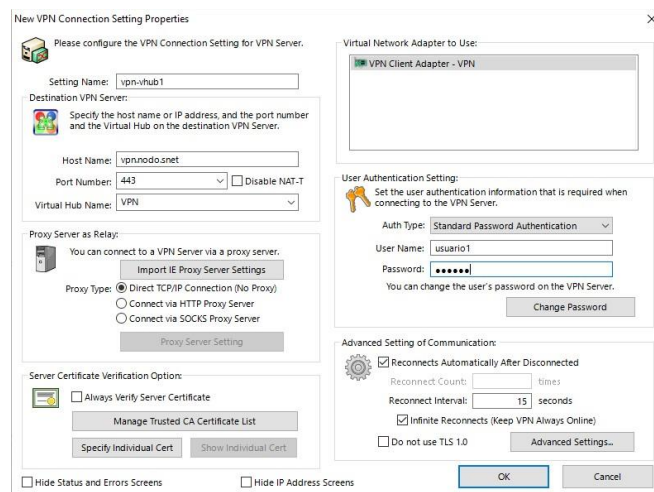 New VPN Connection Setting Properties
Please configure the VPN Connection Setting for VPN Server.
Setting Name: vpn-vhub1
Destination VPN Server:
Specify the host name or IP address, and the port number
and the Virtual Hub on the destination VPN Server.
Host Name: vpn.nodo.snet
Port Number: 443 Disable NAT-T
Virtual Hub Name: VPN
Proxy Server as Relay:
You can connect to a VPN Server via a proxy server.
Import IE Proxy Server Settings
Proxy Type: Direct TCP/IP Connection (No Proxy)
Connect via HTTP Proxy Server
Connect via SOCKS Proxy Server
Proxy Server Setting
Server Certificate Verification Option:
Always Verify Server Certificate
Manage Trusted CA Certificate List
Specify Individual Cert Show Individual Cert
Hide Status and Errors Screens Hide IP Address Screens
Virtual Network Adapter to Use:
VPN Client Adapter - VPN
User Authentication Setting:
Set the user authentication information that is required when
connecting to the VPN Server.
Auth Type: Standard Password Authentication
User Name: usuario1
Password: ●●●●●●
You can change the user's password on the VPN Server.
Change Password
Advanced Setting of Communication:
Reconnects Automatically After Disconnected
Reconnect Count: times
Reconnect Interval: 15 seconds
Infinite Reconnects (Keep VPN Always Online)
Do not use TLS 1.0 Advanced Settings...
OK Cancel